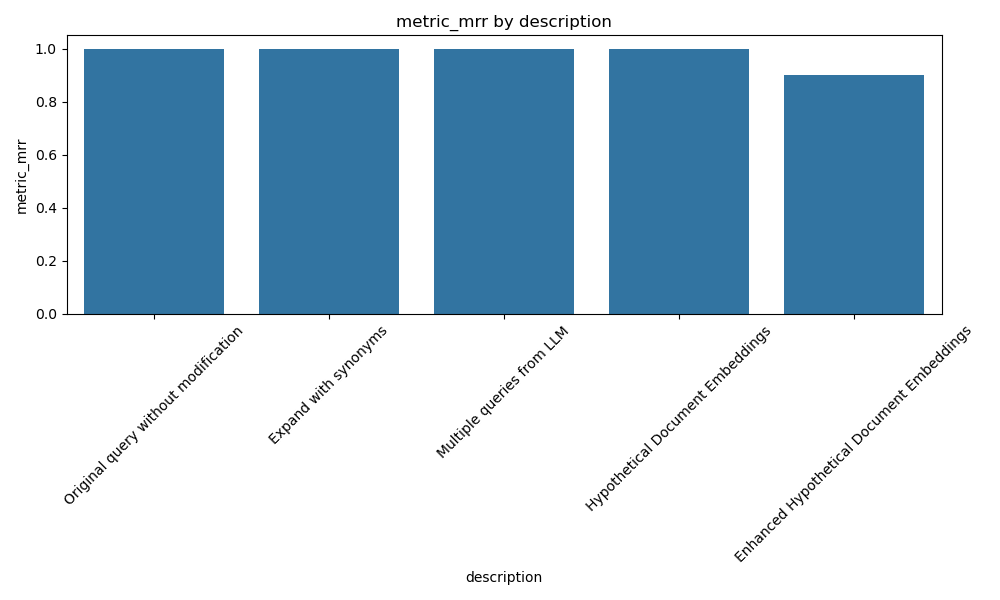 metric_mrr by description
metric_mrr
1.0
0.8
0.6
0.4
0.2
0.0
Original query without modification
Expand with synonyms
Multiple queries from LLM
Hypothetical Document Embeddings
Enhanced Hypothetical Document Embeddings
description